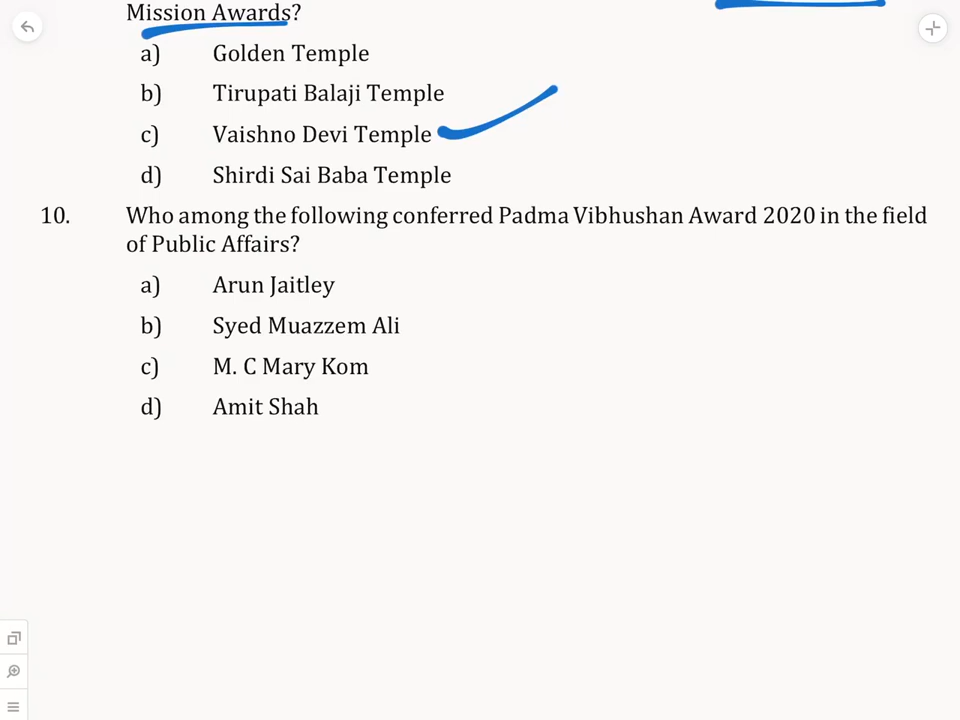 Mission Awards?
a) Golden Temple
b) Tirupati Balaji Temple
c) Vaishno Devi Temple
d) Shirdi Sai Baba Temple
10. Who among the following conferred Padma Vibhushan Award 2020 in the field
of Public Affairs?
a) Arun Jaitley
b) Syed Muazzem Ali
c) M. C Mary Kom
d) Amit Shah